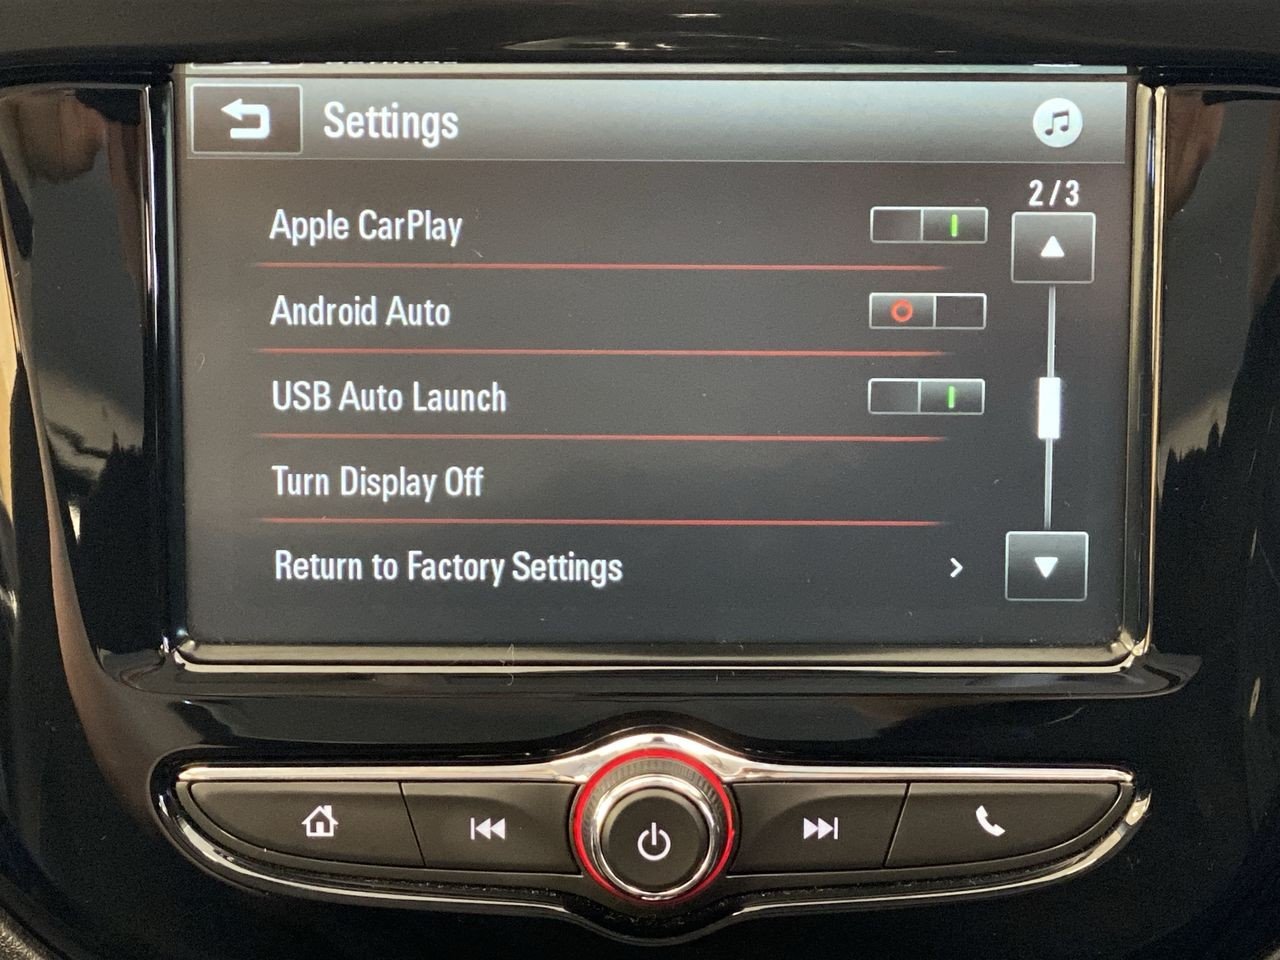 Settings
2/3
Apple CarPlay
Android Auto
USB Auto Launch
Turn Display Off
Return to Factory Settings